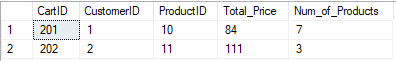 CartID CustomerID ProductID Total_Price Num_of_Products
1 201 1 10 84 7
2 202 2 11 111 3